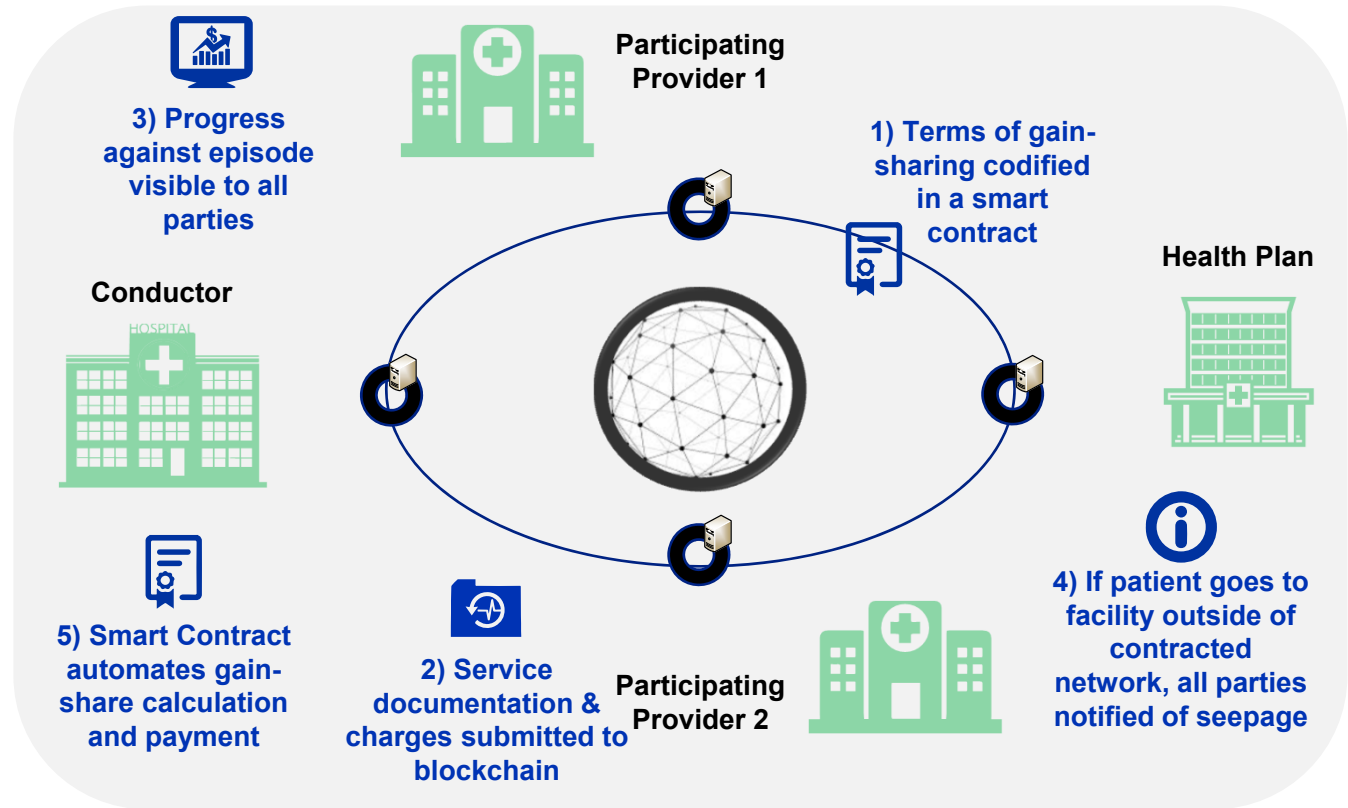 Participating
Provider 1
3) Progress
against episode
visible to all
parties
1) Terms of gain-
sharing codified
in a smart
contract
Health Plan
Conductor
HOSPITAL
5) Smart Contract
automates gain-
share calculation
and payment
2) Service
documentation &
charges submitted to
blockchain
Participating
Provider 2
4) If patient goes to
facility outside of
contracted
network, all parties
notified of seepage